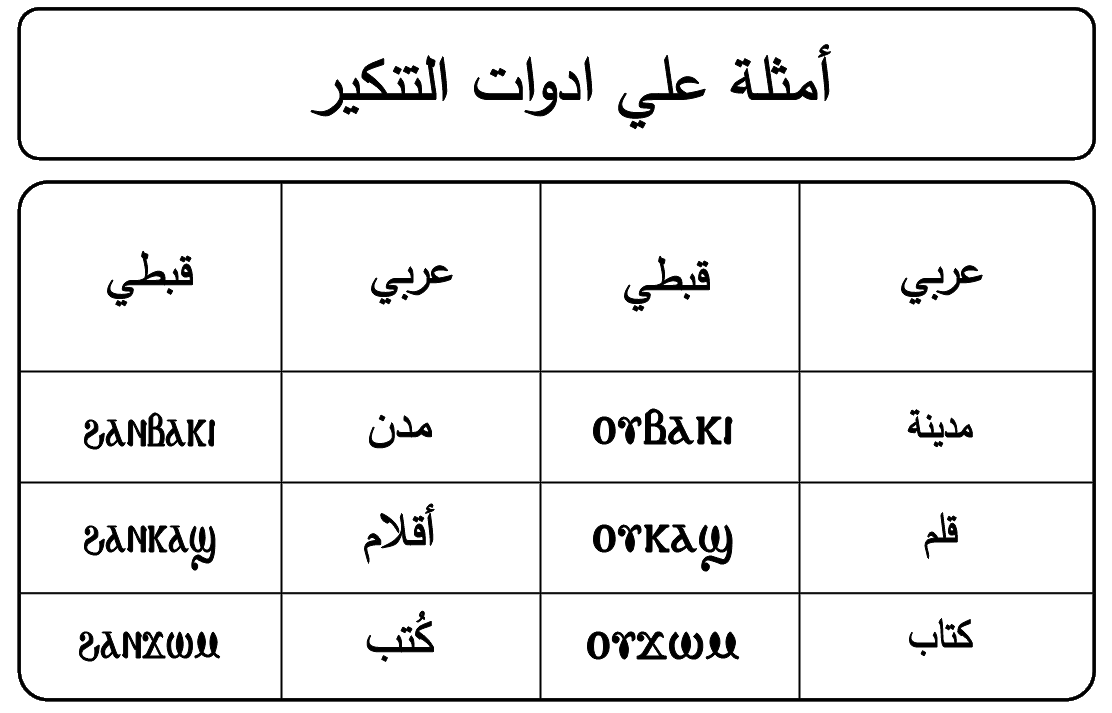 أمثلة علي ادوات التنكير
عربي قبطي عربي قبطي
مدينة ⲟⲩⲃⲁⲕⲓ مدن ϩⲁⲛⲃⲁⲕⲓ
قلم ⲟⲩⲕⲁϣ أقلام ϩⲁⲛⲕⲁϣ
كتاب ⲟⲩϫⲱⲙ كُتب ϩⲁⲛϫⲱⲙ